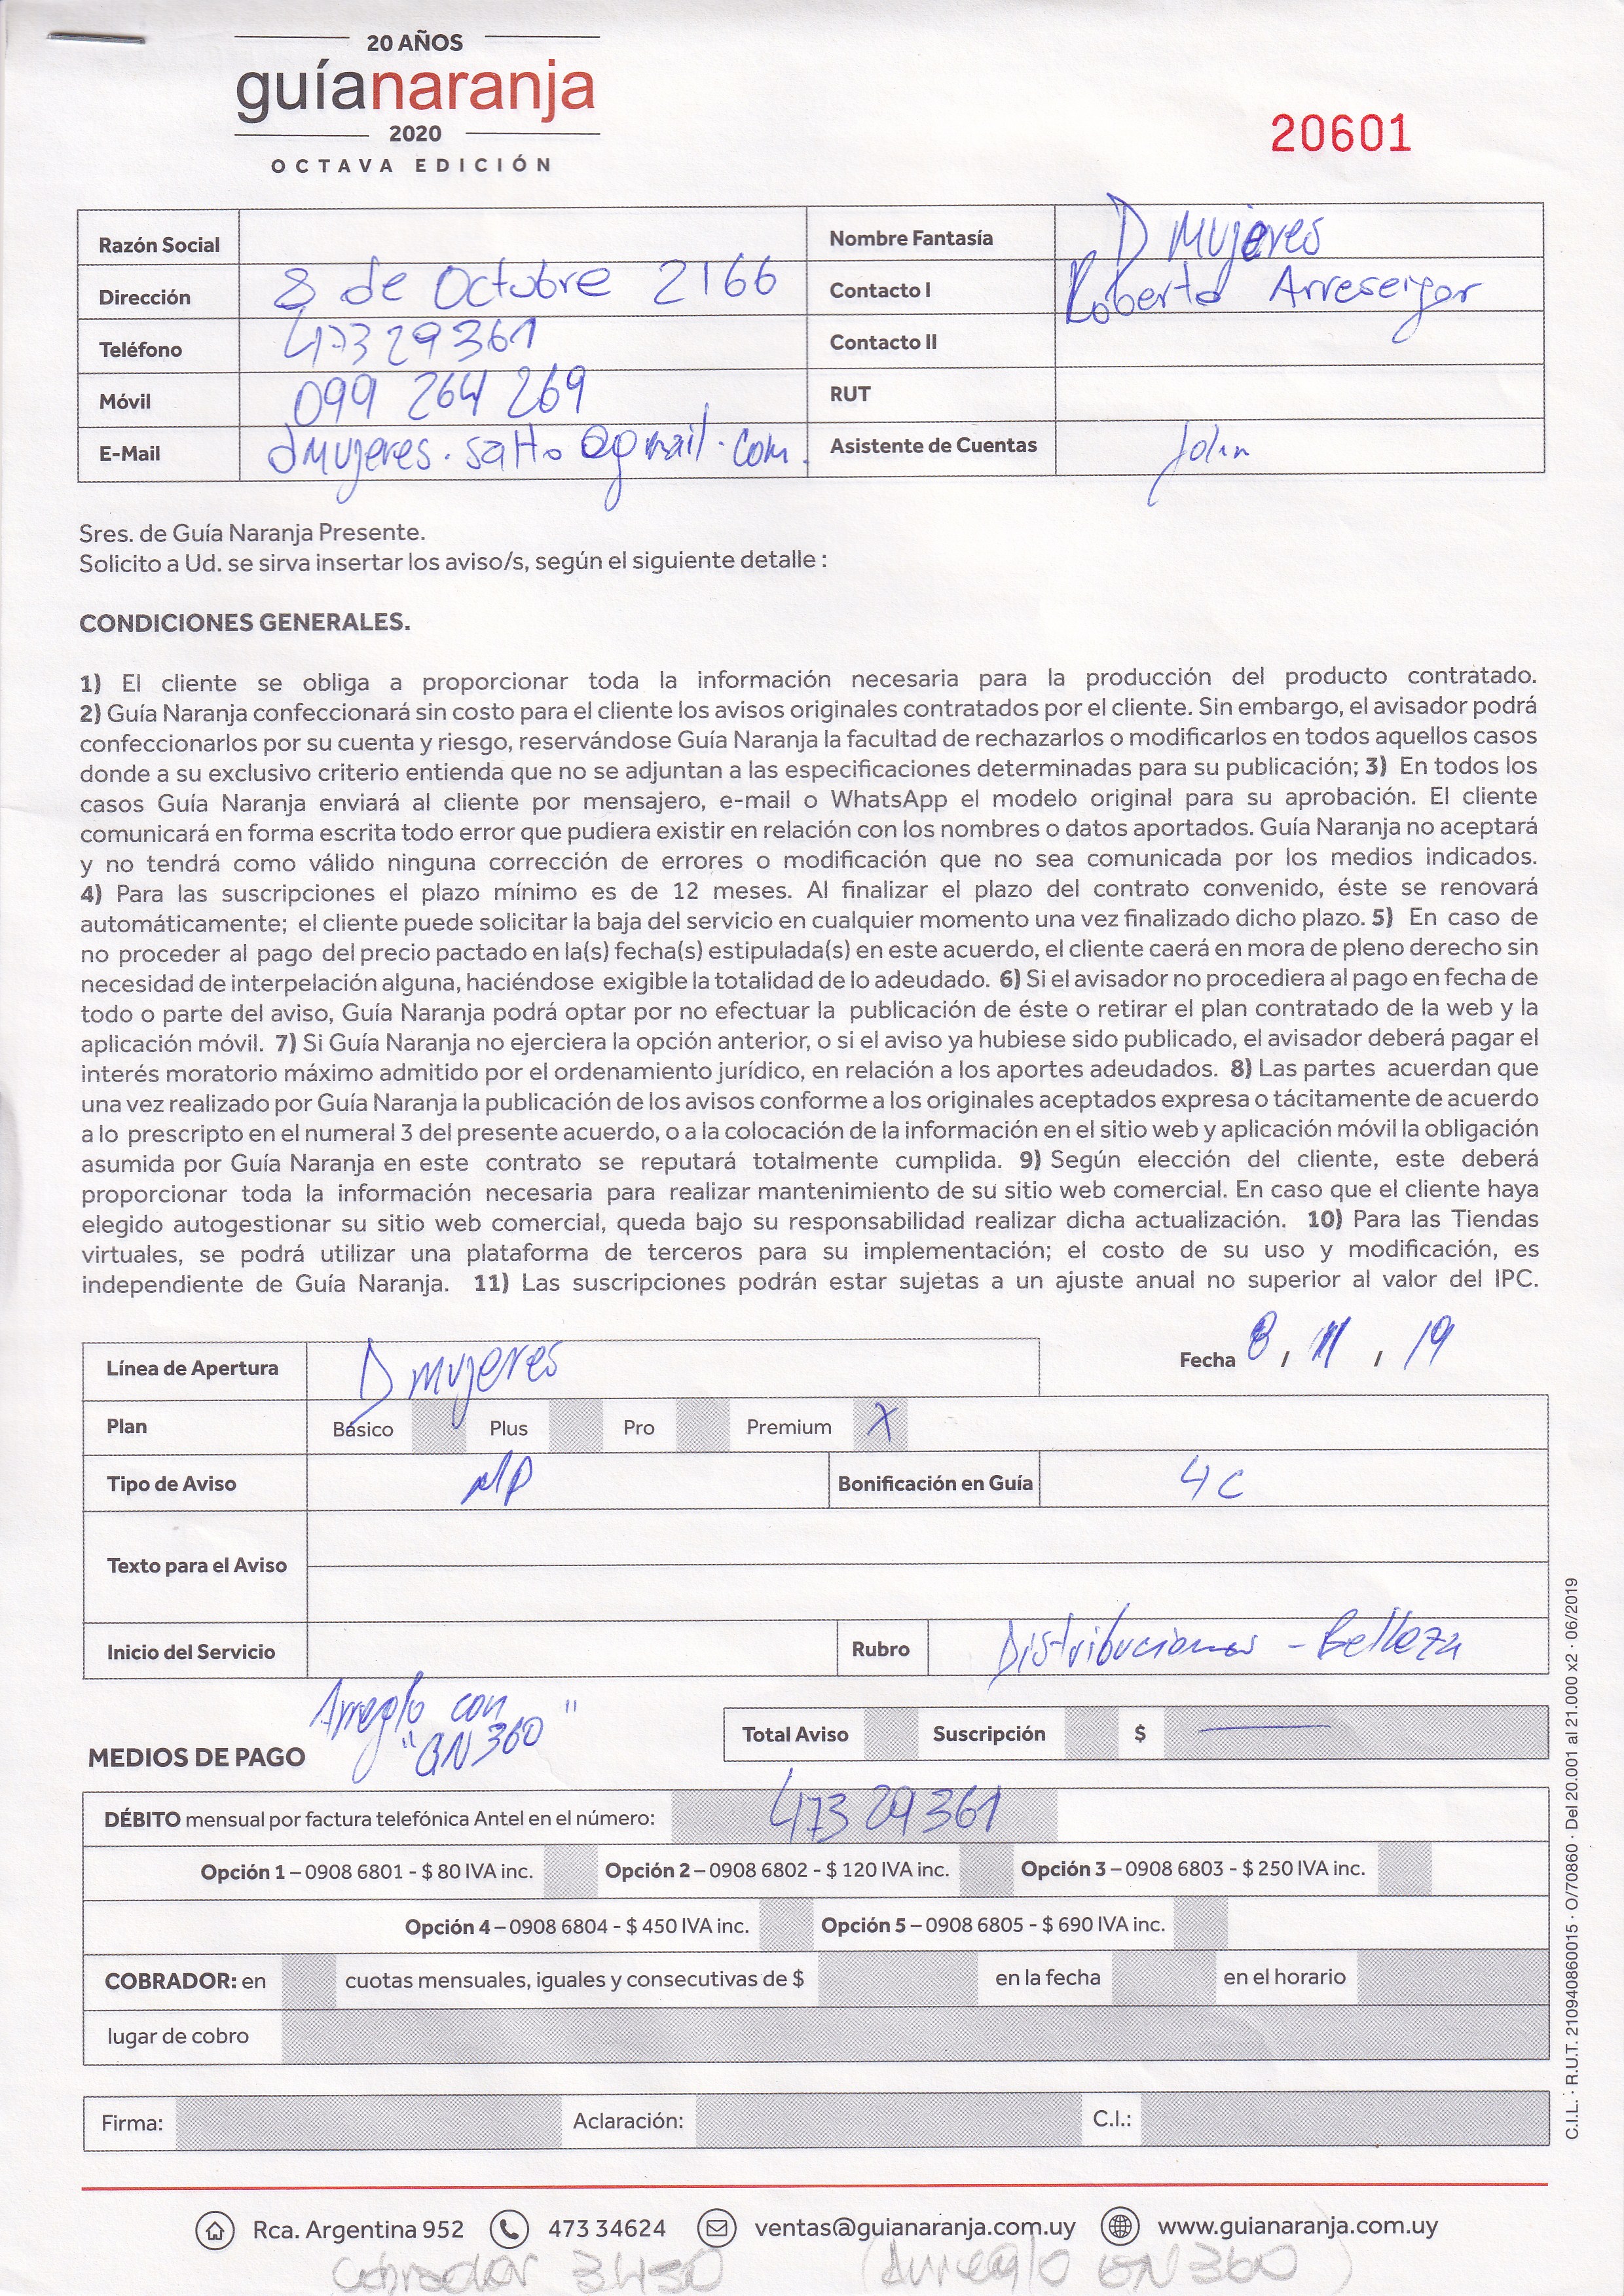 20 AÑOS
guíanaranja
2020
OCTAVA EDICIÓN
20601
Razón Social
Nombre Fantasía D Mujeres
Dirección 8 de Octubre 2166
Contacto I Roberto
Teléfono 473 29361
Contacto II
Móvil 099 264 269
RUT
E-Mail dmujeres.salto@gmail.com
Asistente de Cuentas John
Sres. de Guía Naranja Presente.
Solicito a Ud. se sirva insertar los aviso/s, según el siguiente detalle :
CONDICIONES GENERALES.
1) El cliente se obliga a proporcionar toda la información necesaria para la producción del producto contratado.
2) Guía Naranja confeccionará sin costo para el cliente los avisos originales contratados por el cliente. Sin embargo, el avisador podrá
confeccionarlos por su cuenta y riesgo, reservándose Guía Naranja la facultad de rechazarlos o modificarlos en todos aquellos casos
donde a su exclusivo criterio entienda que no se adjuntan a las especificaciones determinadas para su publicación; 3) En todos los
casos Guía Naranja enviará al cliente por mensajero, e-mail o WhatsApp el modelo original para su aprobación. El cliente
comunicará en forma escrita todo error que pudiera existir en relación con los nombres o datos aportados. Guía Naranja no aceptará
y no tendrá como válido ninguna corrección de errores o modificación que no sea comunicada por los medios indicados.
4) Para las suscripciones el plazo mínimo es de 12 meses. Al finalizar el plazo del contrato convenido, éste se renovará
automáticamente; el cliente puede solicitar la baja del servicio en cualquier momento una vez finalizado dicho plazo. 5) En caso de
no proceder al pago del precio pactado en la(s) fecha(s) estipulada(s) en este acuerdo, el cliente caerá en mora de pleno derecho sin
necesidad de interpelación alguna, haciéndose exigible la totalidad de lo adeudado. 6) Si el avisador no procediera al pago en fecha de
todo o parte del aviso, Guía Naranja podrá optar por no efectuar la publicación de éste o retirar el plan contratado de la web y la
aplicación móvil. 7) Si Guía Naranja no ejerciera la opción anterior, o si el aviso ya hubiese sido publicado, el avisador deberá pagar el
interés moratorio máximo admitido por el ordenamiento jurídico, en relación a los aportes adeudados. 8) Las partes acuerdan que
una vez realizado por Guía Naranja la publicación de los avisos conforme a los originales aceptados expresa o tácitamente de acuerdo
a lo prescripto en el numeral 3 del presente acuerdo, o a la colocación de la información en el sitio web y aplicación móvil la obligación
asumida por Guía Naranja en este contrato se reputará totalmente cumplida. 9) Según elección del cliente, este deberá
proporcionar toda la información necesaria para realizar mantenimiento de su sitio web comercial. En caso que el cliente haya
elegido autogestionar su sitio web comercial, queda bajo su responsabilidad realizar dicha actualización. 10) Para las Tiendas
virtuales, se podrá utilizar una plataforma de terceros para su implementación; el costo de su uso y modificación, es
independiente de Guía Naranja. 11) Las suscripciones podrán estar sujetas a un ajuste anual no superior al valor del IPC.
Línea de Apertura D mujeres
Fecha 8 / 11 / 19
Plan Básico Plus Pro Premium X
Tipo de Aviso MP Bonificación en Guía 4C
Texto para el Aviso
Inicio del Servicio Rubro Distribuciones - Belleza
Arreglo con
"GN 360"
Total Aviso Suscripción $ —
MEDIOS DE PAGO
DÉBITO mensual por factura telefónica Antel en el número: 473 29361
Opción 1 – 0908 6801 - $ 80 IVA inc. Opción 2 – 0908 6802 - $ 120 IVA inc. Opción 3 – 0908 6803 - $ 250 IVA inc.
Opción 4 – 0908 6804 - $ 450 IVA inc. Opción 5 – 0908 6805 - $ 690 IVA inc.
COBRADOR: en cuotas mensuales, iguales y consecutivas de $ en la fecha en el horario
lugar de cobro
Firma: Aclaración: C.I.:
C.I.L. · R.U.T. 210940860015 · O/70860 · Del 20.001 al 21.000 x2 · 06/2019
Rca. Argentina 952 473 34624 ventas@guianaranja.com.uy www.guianaranja.com.uy
Cobrador 3450 (Arreglo GN 360)